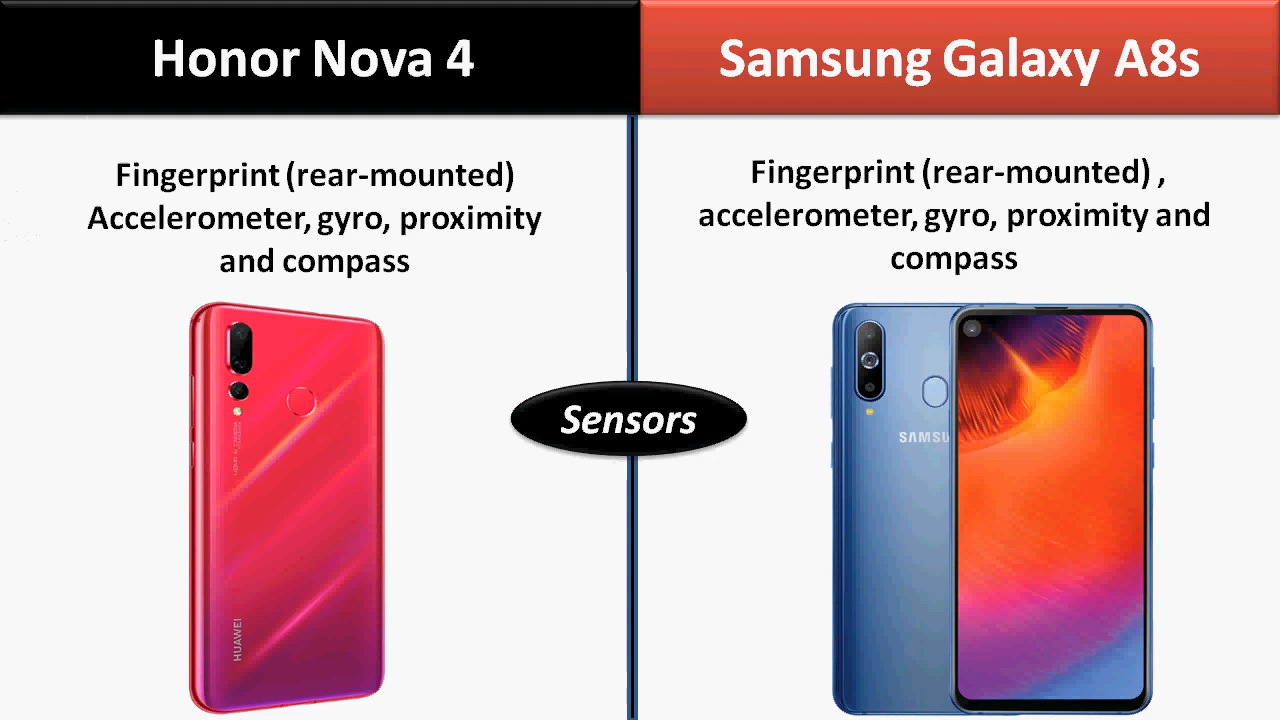 Honor Nova 4
Samsung Galaxy A8s
Fingerprint (rear-mounted)
Accelerometer, gyro, proximity
and compass
Fingerprint (rear-mounted) ,
accelerometer, gyro, proximity and
compass
Sensors
HUAWEI
SAMSU